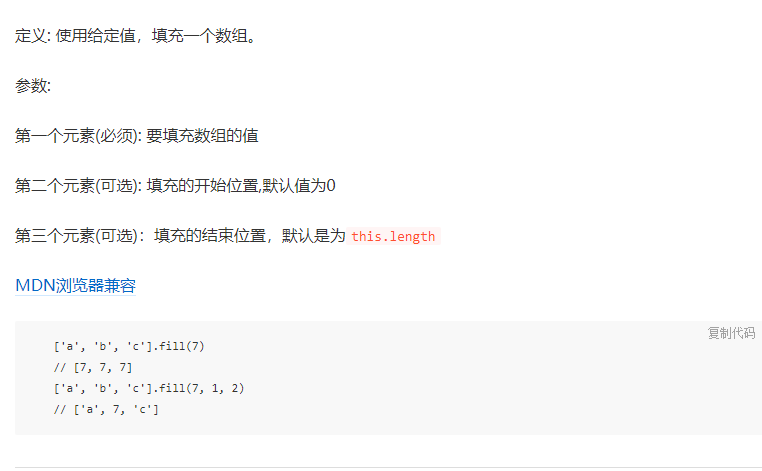 定义: 使用给定值，填充一个数组。
参数:
第一个元素(必须): 要填充数组的值
第二个元素(可选): 填充的开始位置,默认值为0
第三个元素(可选)：填充的结束位置，默认是为 this.length
MDN浏览器兼容
复制代码
['a', 'b', 'c'].fill(7)
// [7, 7, 7]
['a', 'b', 'c'].fill(7, 1, 2)
// ['a', 7, 'c']